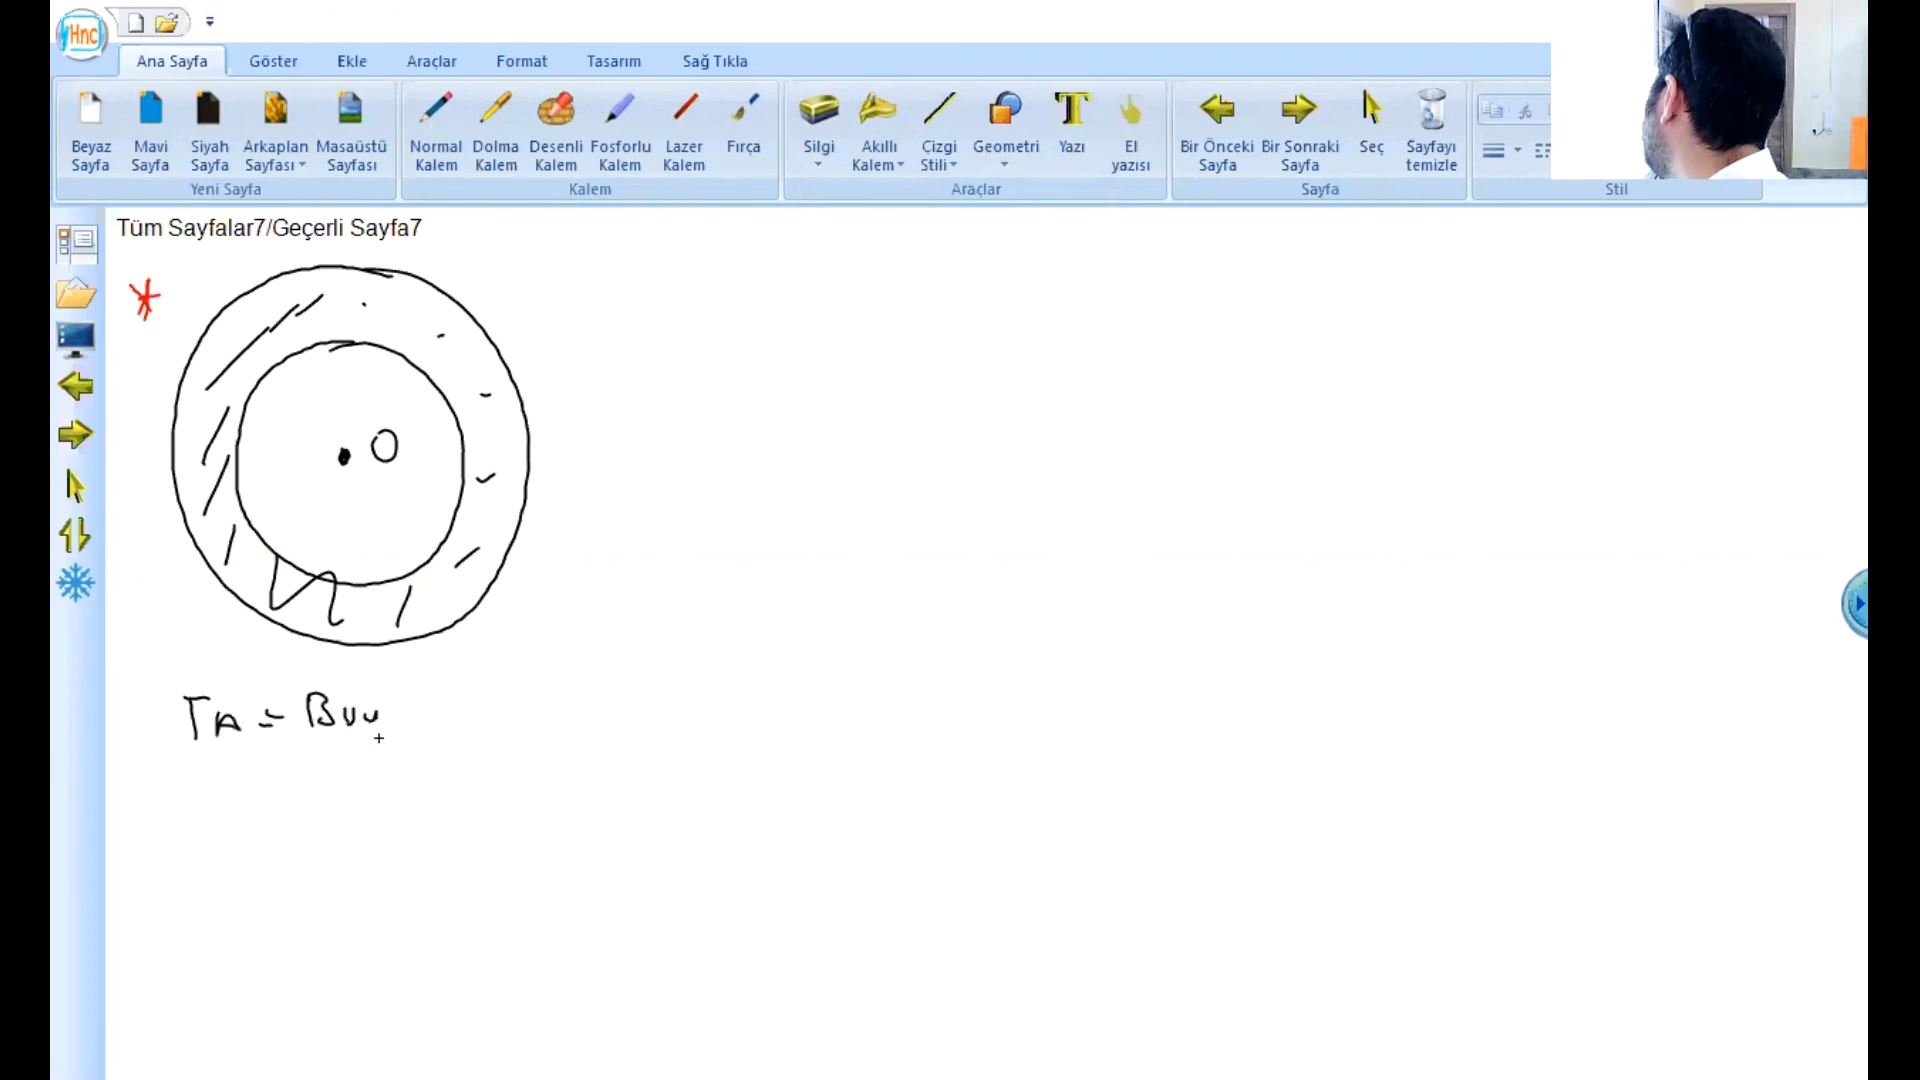 Hnc
Ana Sayfa Göster Ekle Araçlar Format Tasarım Sağ Tıkla
Beyaz Sayfa
Mavi Sayfa
Siyah Sayfa
Arkaplan Sayfası
Masaüstü Sayfası
Yeni Sayfa
Normal Kalem
Dolma Kalem
Desenli Kalem
Fosforlu Kalem
Lazer Kalem
Fırça
Kalem
Silgi
Akıllı Kalem
Çizgi Stili
Geometri
Yazı
El yazısı
Araçlar
Bir Önceki Sayfa
Bir Sonraki Sayfa
Seç
Sayfayı temizle
Sayfa
Stil
Tüm Sayfalar7/Geçerli Sayfa7
O
TA =